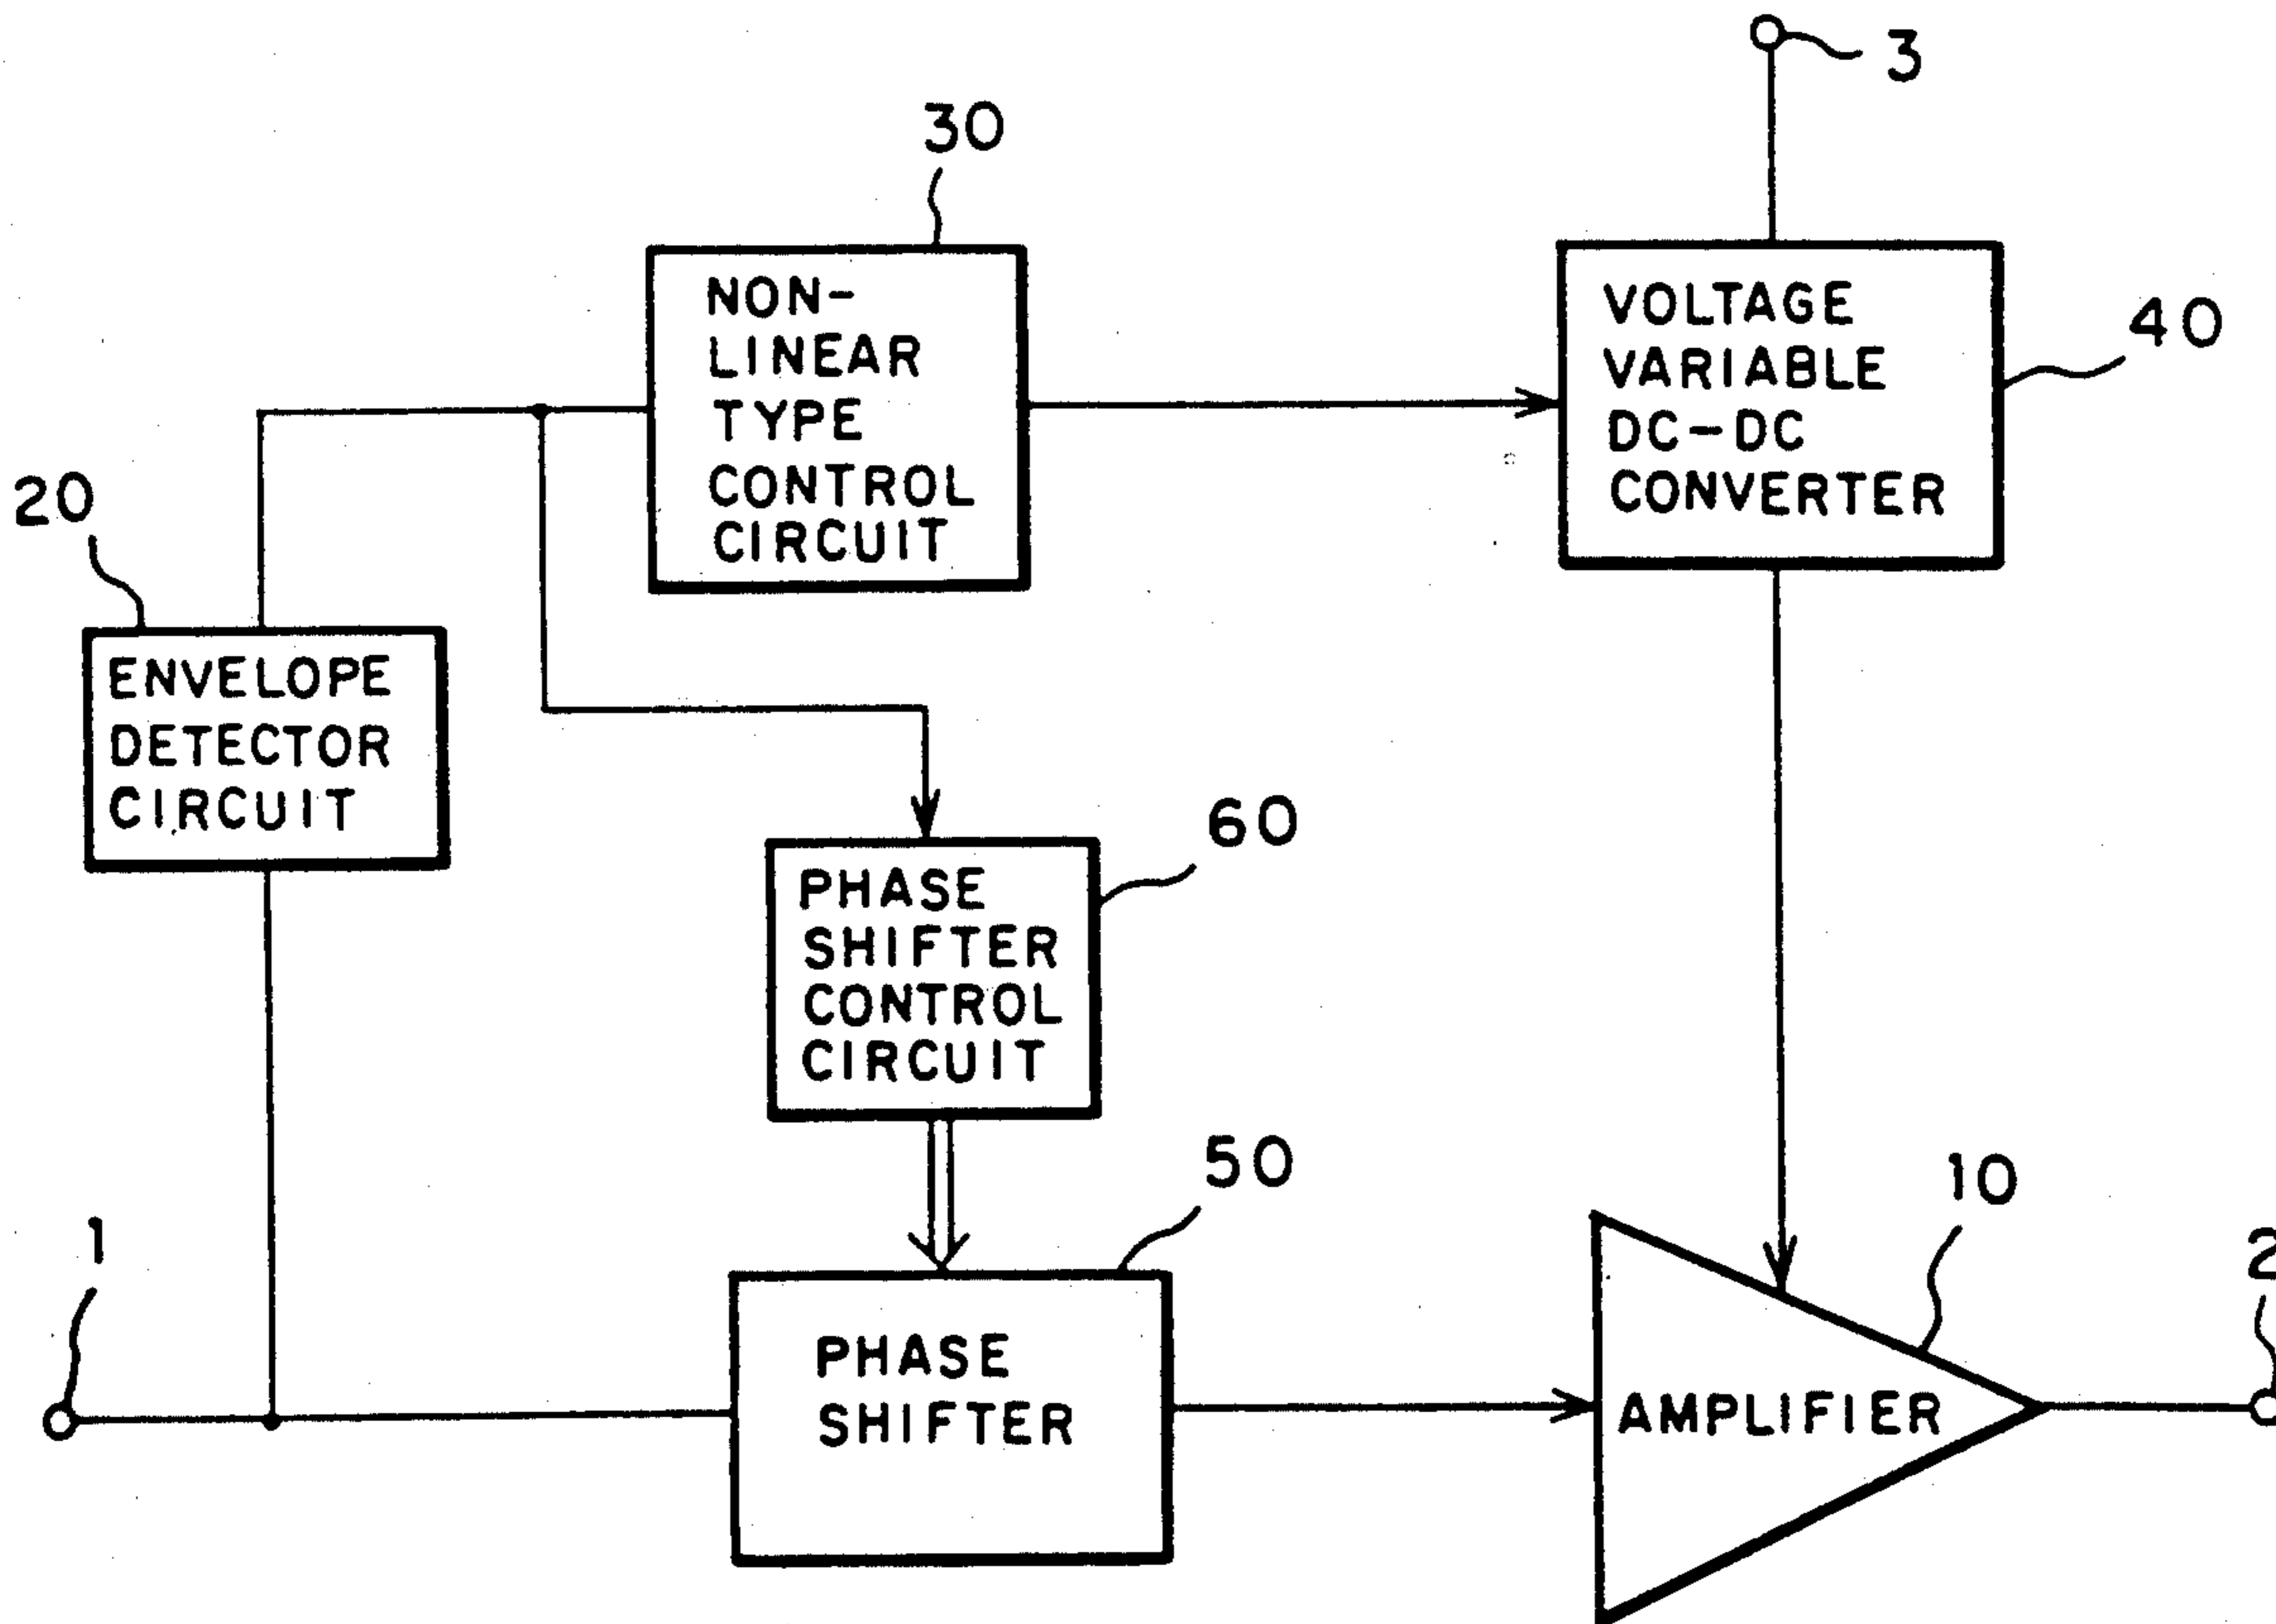 3
30
NON-
LINEAR
TYPE
CONTROL
CIRCUIT
VOLTAGE
VARIABLE
DC-DC
CONVERTER
40
20
ENVELOPE
DETECTOR
CIRCUIT
60
PHASE
SHIFTER
CONTROL
CIRCUIT
50
10
1
2
PHASE
SHIFTER
AMPLIFIER